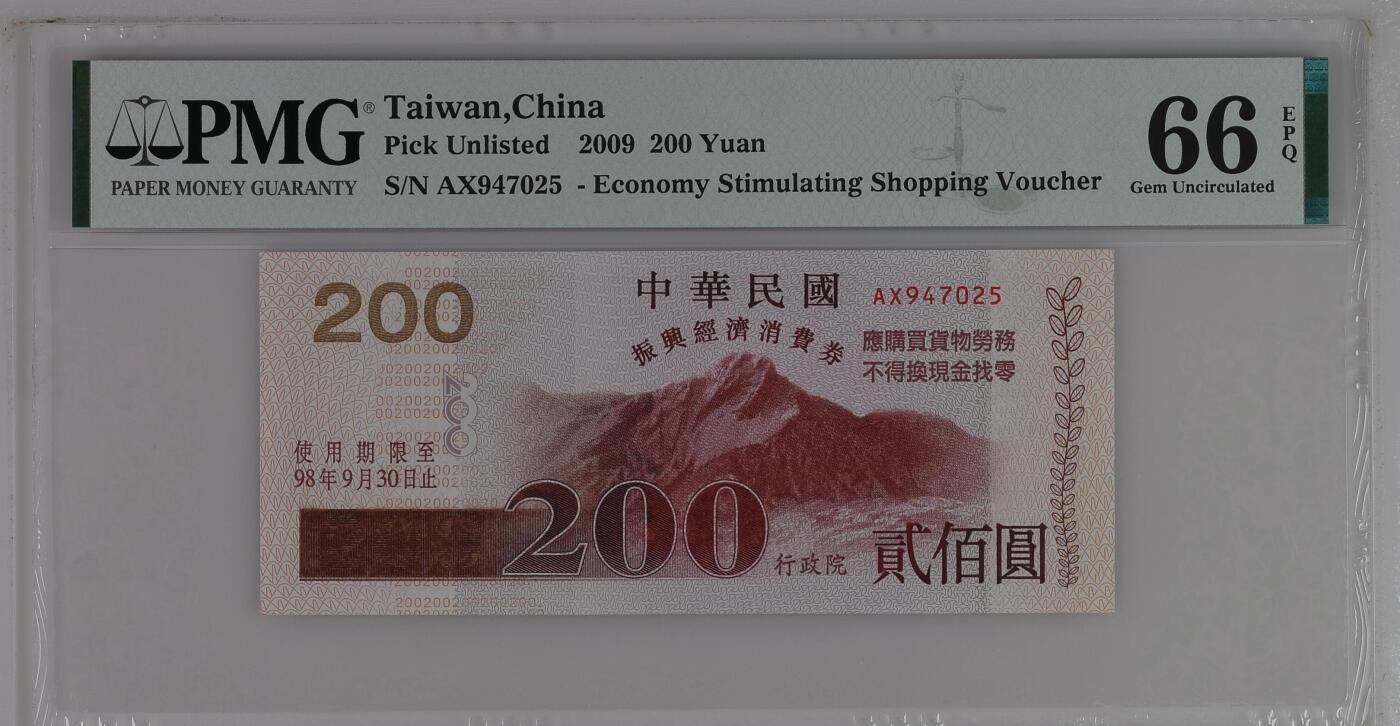 PMG®
PAPER MONEY GUARANTY
Taiwan,China
Pick Unlisted 2009 200 Yuan
S/N AX947025 - Economy Stimulating Shopping Voucher
66
EPQ
Gem Uncirculated
200
中華民國
AX947025
振興經濟消費券
應購買貨物勞務
不得換現金找零
200
使用期限至
98年9月30日止
200
行政院
貳佰圓